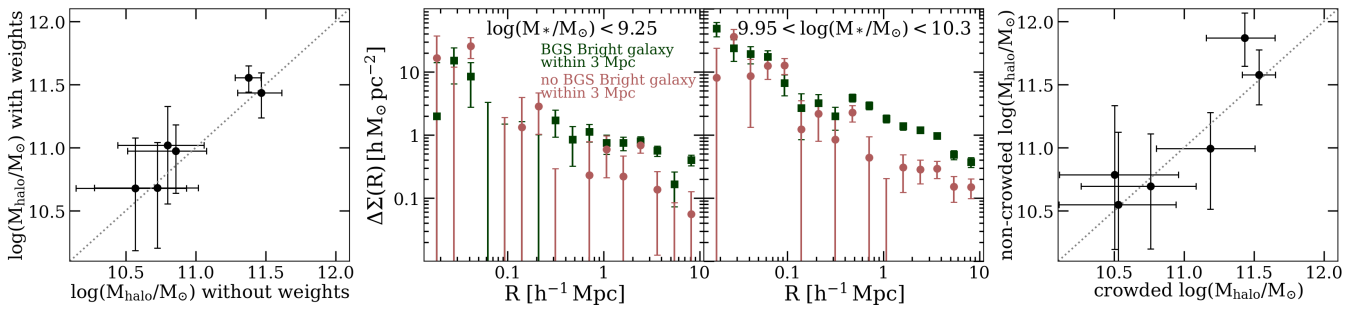 log(M_halo/M_⊙) with weights
12.0
11.5
11.0
10.5
10.5 11.0 11.5 12.0
log(M_halo/M_⊙) without weights
ΔΣ(R) [h M_⊙ pc^−2]
10
1
0.1
log(M_*/M_⊙) < 9.25
BGS Bright galaxy
within 3 Mpc
no BGS Bright galaxy
within 3 Mpc
0.1 1 10
R [h^−1 Mpc]
9.95 < log(M_*/M_⊙) < 10.3
0.1 1 10
R [h^−1 Mpc]
non-crowded log(M_halo/M_⊙)
12.0
11.5
11.0
10.5
10.5 11.0 11.5 12.0
crowded log(M_halo/M_⊙)